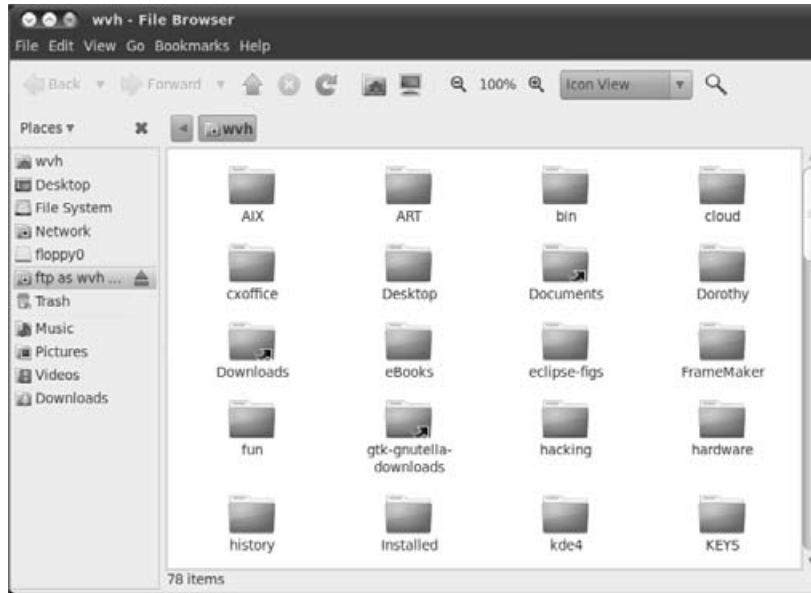 wvh - File Browser
File Edit View Go Bookmarks Help
Back Forward 100% Icon View
Places wvh
wvh
Desktop
File System
Network
floppy0
ftp as wvh ...
Trash
Music
Pictures
Videos
Downloads
AIX ART bin cloud
cxoffice Desktop Documents Dorothy
Downloads eBooks eclipse-figs FrameMaker
fun gtk-gnutella- hacking hardware
downloads
history Installed kde4 KEYS
78 items